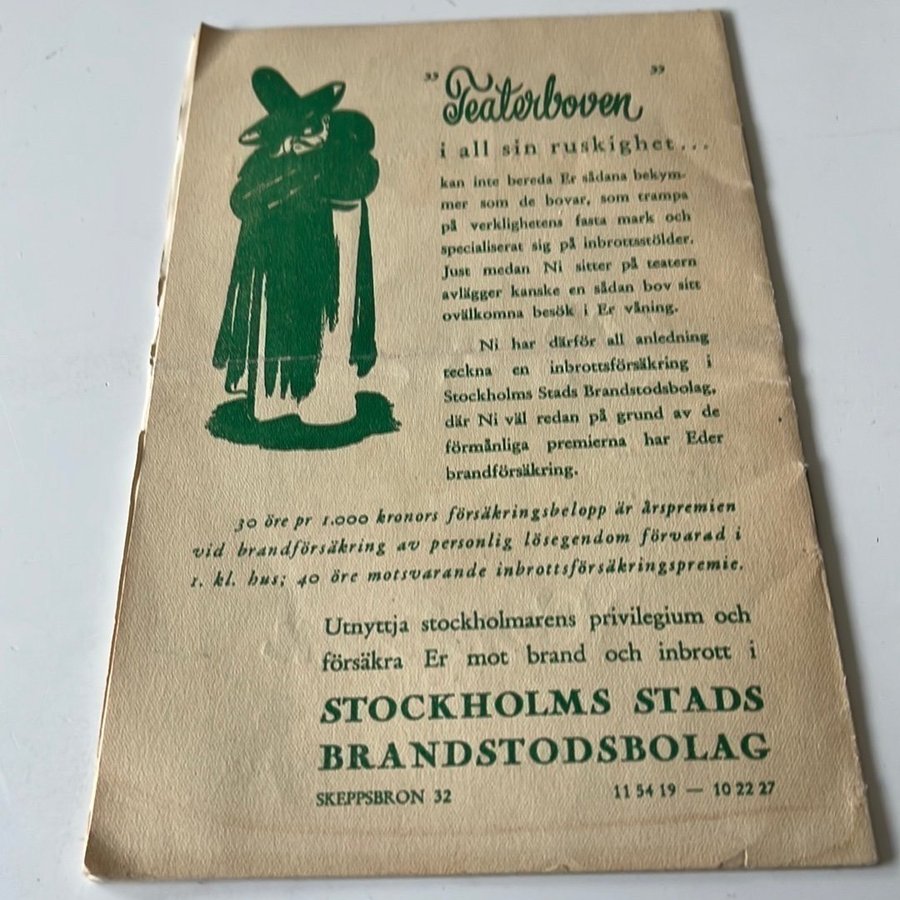 "Teaterboven"
i all sin ruskighet...
kan inte bereda Er sådana bekym-
mer som de bovar, som trampa
på verklighetens fasta mark och
specialiserat sig på inbrottsstölder.
Just medan Ni sitter på teatern
avlägger kanske en sådan bov sitt
ovälkomna besök i Er våning.
Ni har därför all anledning
teckna en inbrottsförsäkring i
Stockholms Stads Brandstodsbolag,
där Ni väl redan på grund av de
förmånliga premierna har Eder
brandförsäkring.
30 öre pr 1.000 kronors försäkringsbelopp är årspremien
vid brandförsäkring av personlig lösegendom förvarad i
1. kl. hus; 40 öre motsvarande inbrottsförsäkringspremie.
Utnyttja stockholmarens privilegium och
försäkra Er mot brand och inbrott i
STOCKHOLMS STADS
BRANDSTODSBOLAG
SKEPPSBRON 32 11 54 19 — 10 22 27